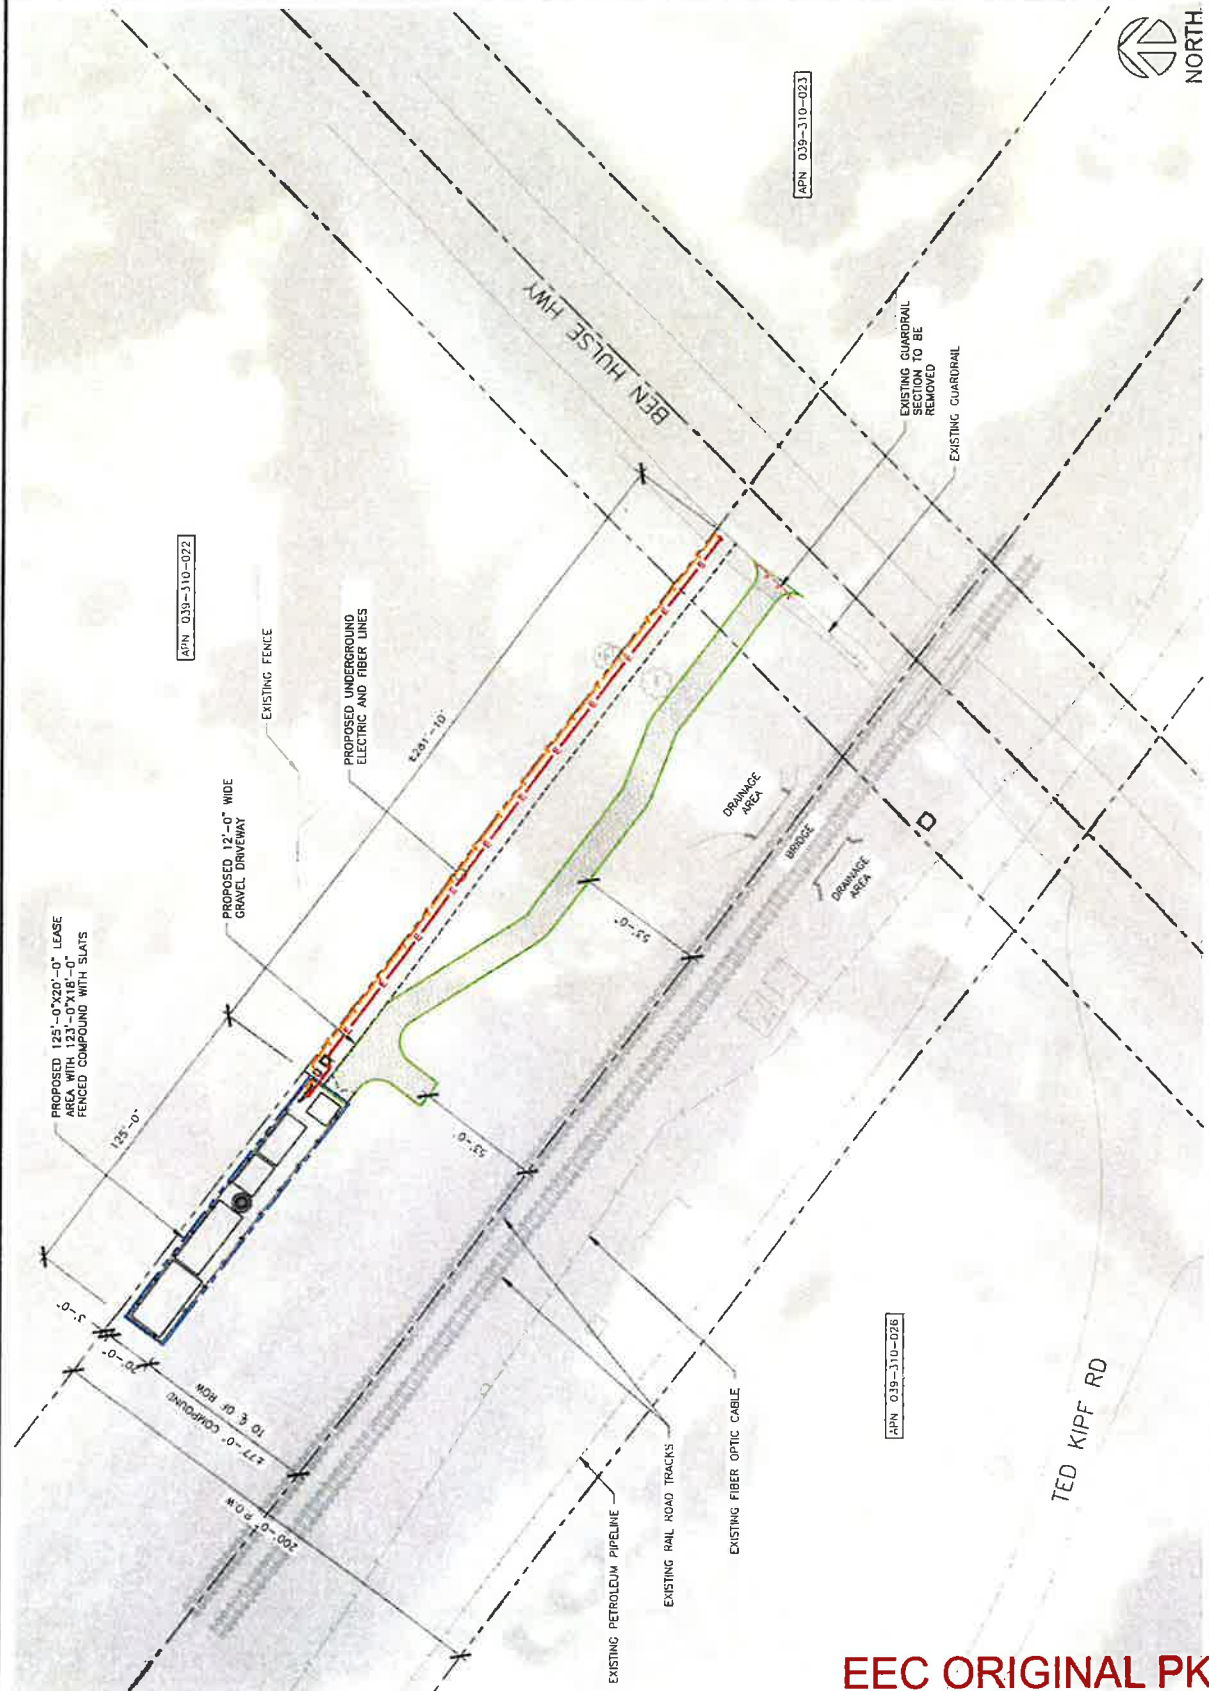 PROPOSED 125'-0"X20'-0" LEASE
AREA WITH 123'-0"X18'-0"
FENCED COMPOUND WITH SLATS
PROPOSED 12'-0" WIDE
GRAVEL DRIVEWAY
EXISTING FENCE
APN 039-310-022
PROPOSED UNDERGROUND
ELECTRIC AND FIBER LINES
BEN HULSE HWY
APN 039-310-023
NORTH
3'-0"
125'-0"
±281'-10"
20'-0"
±77'-0" COMPOUND
TO ℄ OF ROW
200'-0" R.O.W
53'-0"
53'-0"
DRAINAGE
AREA
BRIDGE
DRAINAGE
AREA
EXISTING GUARDRAIL
SECTION TO BE
REMOVED
EXISTING GUARDRAIL
EXISTING PETROLEUM PIPELINE
EXISTING RAIL ROAD TRACKS
EXISTING FIBER OPTIC CABLE
APN 039-310-026
TED KIPF RD
E E E E E E E E E E
EEC ORIGINAL PK